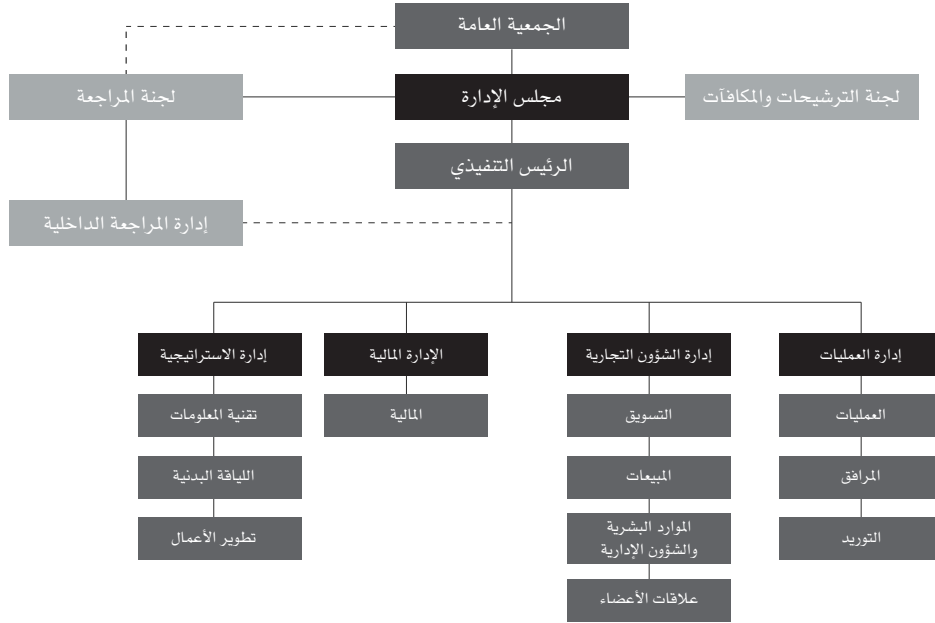 الجمعية العامة
لجنة الترشيحات والمكافآت
مجلس الإدارة
لجنة المراجعة
الرئيس التنفيذي
إدارة المراجعة الداخلية
إدارة العمليات
إدارة الشؤون التجارية
الإدارة المالية
إدارة الاستراتيجية
العمليات
التسويق
المالية
تقنية المعلومات
المرافق
المبيعات
اللياقة البدنية
التوريد
الموارد البشرية
والشؤون الإدارية
تطوير الأعمال
علاقات الأعضاء